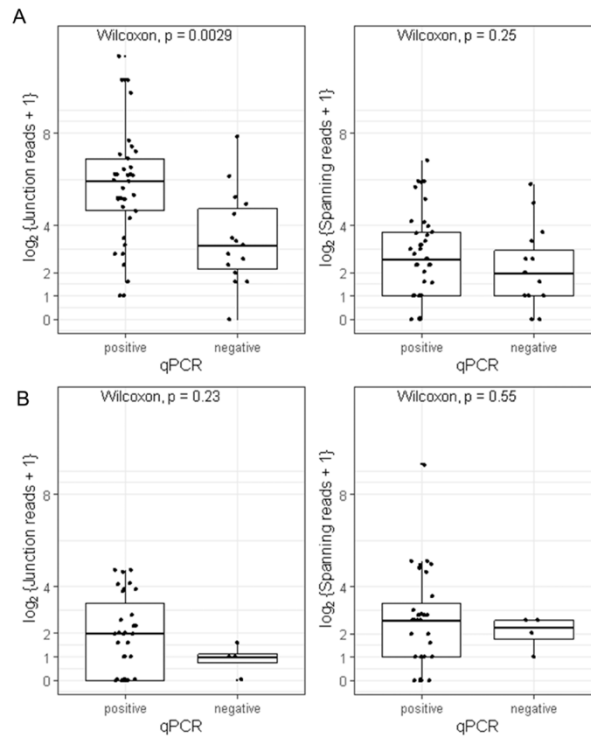 A
Wilcoxon, p = 0.0029
log2 {Junction reads + 1}
8
4
2
1
0
positive
negative
qPCR
Wilcoxon, p = 0.25
log2 {Spanning reads + 1}
8
4
2
1
0
positive
negative
qPCR
B
Wilcoxon, p = 0.23
log2 {Junction reads + 1}
8
4
2
1
0
positive
negative
qPCR
Wilcoxon, p = 0.55
log2 {Spanning reads + 1}
8
4
2
1
0
positive
negative
qPCR